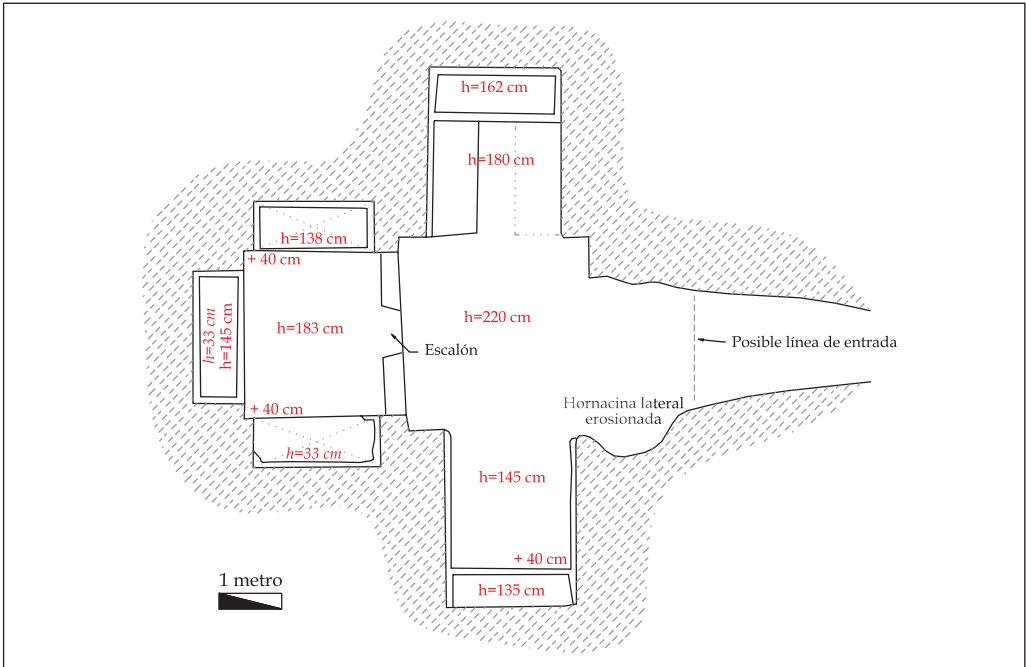 h=162 cm
h=180 cm
h=138 cm
+ 40 cm
h=33 cm
h=145 cm
h=183 cm
h=220 cm
Escalón
Posible línea de entrada
+ 40 cm
Hornacina lateral
erosionada
h=33 cm
h=145 cm
+ 40 cm
h=135 cm
1 metro